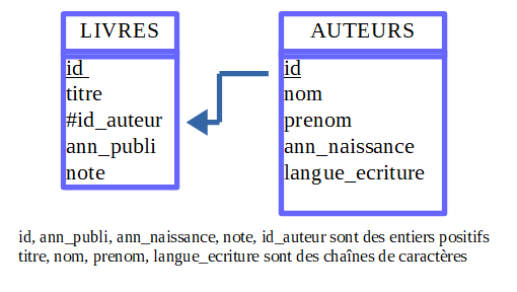 LIVRES
id
titre
#id_auteur
ann_publi
note
AUTEURS
id
nom
prenom
ann_naissance
langue_ecriture
id, ann_publi, ann_naissance, note, id_auteur sont des entiers positifs
titre, nom, prenom, langue_ecriture sont des chaînes de caractères